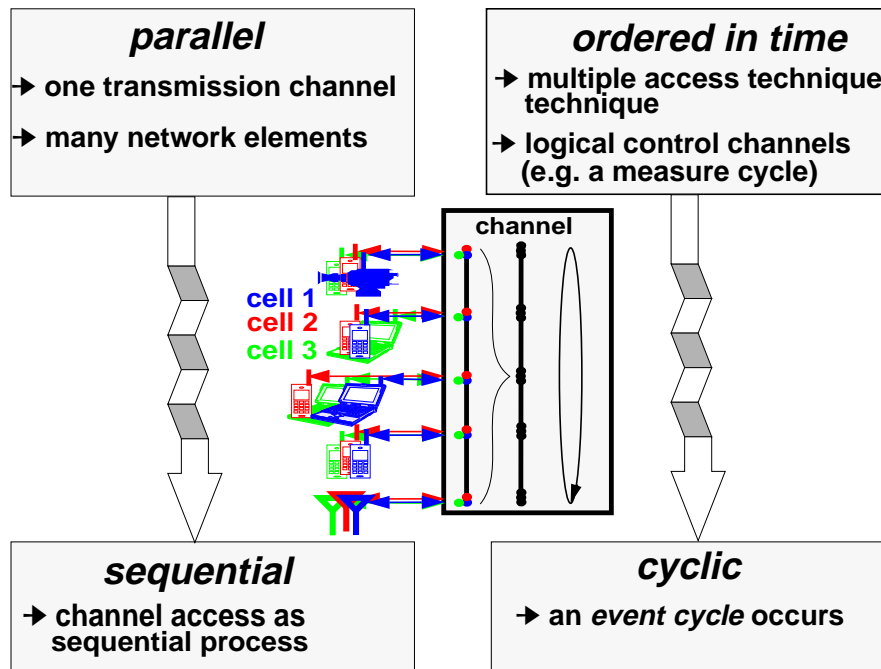 parallel
→ one transmission channel
→ many network elements
ordered in time
→ multiple access technique
technique
→ logical control channels
(e.g. a measure cycle)
channel
cell 1
cell 2
cell 3
sequential
→ channel access as
sequential process
cyclic
→ an event cycle occurs